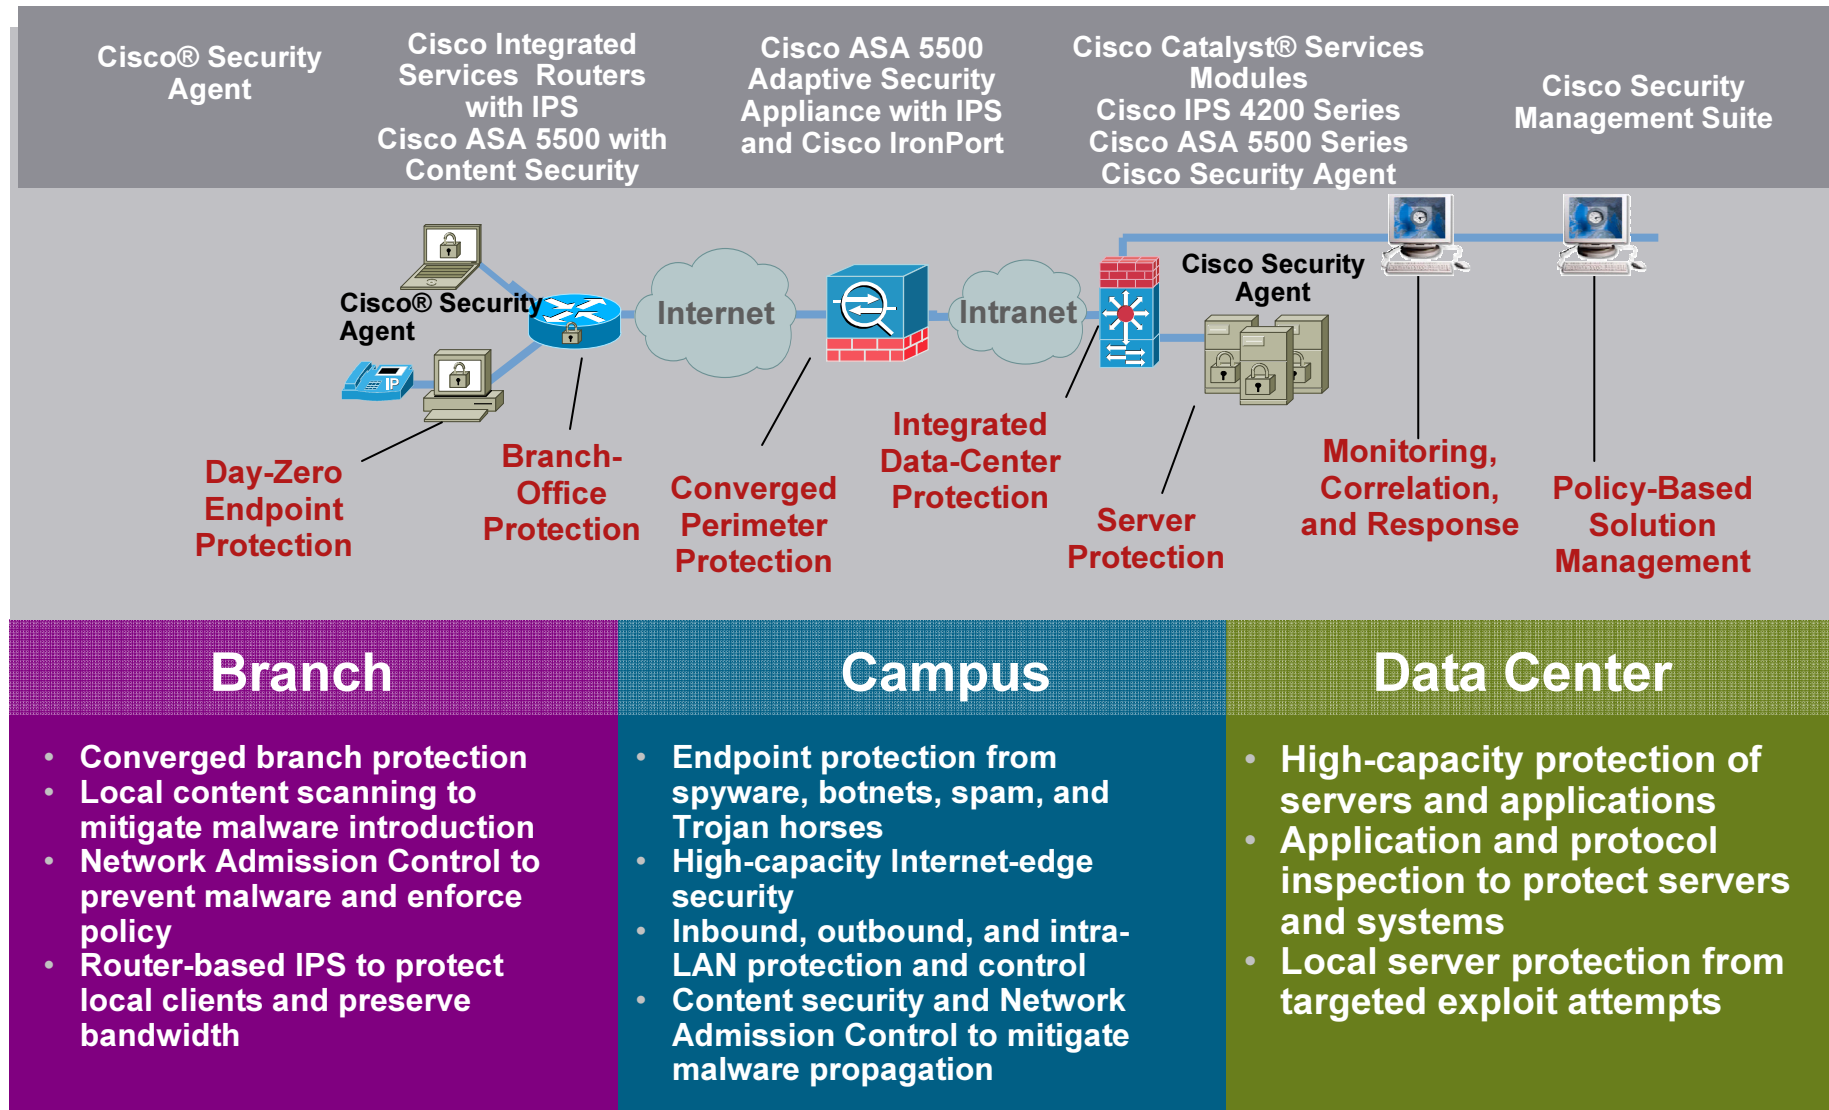 Cisco® Security
Agent
Cisco Integrated
Services Routers
with IPS
Cisco ASA 5500 with
Content Security
Cisco ASA 5500
Adaptive Security
Appliance with IPS
and Cisco IronPort
Cisco Catalyst® Services
Modules
Cisco IPS 4200 Series
Cisco ASA 5500 Series
Cisco Security Agent
Cisco Security
Management Suite
Cisco® Security
Agent
IP
Internet
Intranet
Cisco Security
Agent
Day-Zero
Endpoint
Protection
Branch-
Office
Protection
Converged
Perimeter
Protection
Integrated
Data-Center
Protection
Server
Protection
Monitoring,
Correlation,
and Response
Policy-Based
Solution
Management
Branch
• Converged branch protection
• Local content scanning to
mitigate malware introduction
• Network Admission Control to
prevent malware and enforce
policy
• Router-based IPS to protect
local clients and preserve
bandwidth
Campus
• Endpoint protection from
spyware, botnets, spam, and
Trojan horses
• High-capacity Internet-edge
security
• Inbound, outbound, and intra-
LAN protection and control
• Content security and Network
Admission Control to mitigate
malware propagation
Data Center
• High-capacity protection of
servers and applications
• Application and protocol
inspection to protect servers
and systems
• Local server protection from
targeted exploit attempts